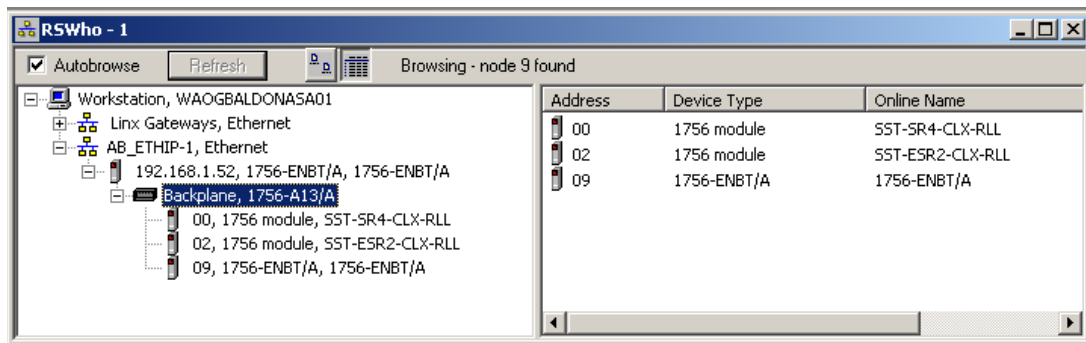 RSWho - 1
Autobrowse Refresh Browsing - node 9 found
Workstation, WAOGBALDONASA01
Linx Gateways, Ethernet
AB_ETHIP-1, Ethernet
192.168.1.52, 1756-ENBT/A, 1756-ENBT/A
Backplane, 1756-A13/A
00, 1756 module, SST-SR4-CLX-RLL
02, 1756 module, SST-ESR2-CLX-RLL
09, 1756-ENBT/A, 1756-ENBT/A
Address Device Type Online Name
00 1756 module SST-SR4-CLX-RLL
02 1756 module SST-ESR2-CLX-RLL
09 1756-ENBT/A 1756-ENBT/A